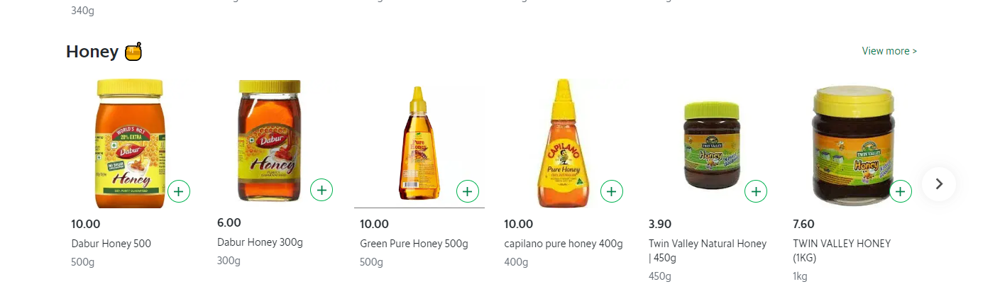 340g
Honey
View more >
WORLD'S NO.1
20% EXTRA
Dabur
Honey
Dabur
Honey
Pure
Honey
CAPILANO
Pure Honey
TWIN VALLEY
Honey
TWIN VALLEY
Honey
10.00
6.00
10.00
10.00
3.90
7.60
Dabur Honey 500
Dabur Honey 300g
Green Pure Honey 500g
capilano pure honey 400g
Twin Valley Natural Honey
| 450g
TWIN VALLEY HONEY
(1KG)
500g
300g
500g
400g
450g
1kg